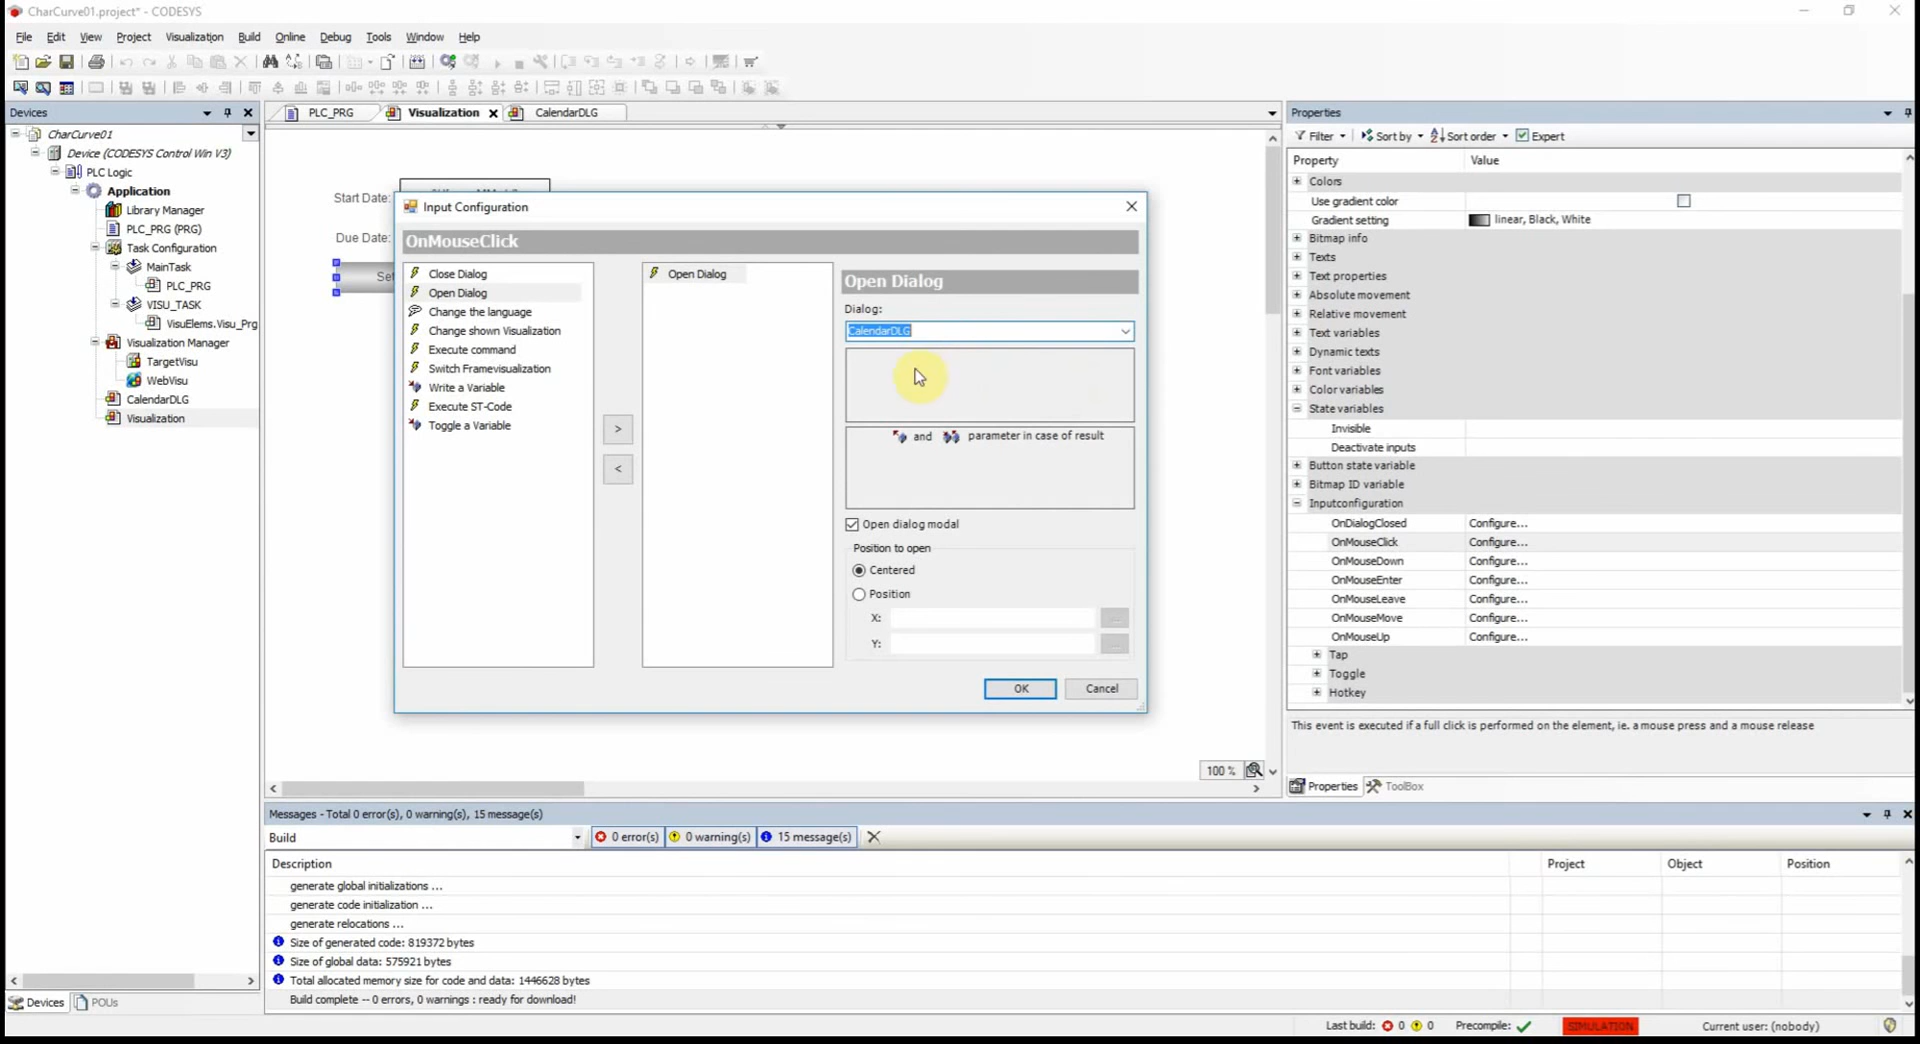 CharCurve01.project* - CODESYS
File Edit View Project Visualization Build Online Debug Tools Window Help
Devices
CharCurve01
Device (CODESYS Control Win V3)
PLC Logic
Application
Library Manager
PLC_PRG (PRG)
Task Configuration
MainTask
PLC_PRG
VISU_TASK
VisuElems.Visu_Prg
Visualization Manager
TargetVisu
WebVisu
CalendarDLG
Visualization
Devices POUs
PLC_PRG Visualization CalendarDLG
Start Date:
Due Date:
Set
Input Configuration
OnMouseClick
Close Dialog
Open Dialog
Change the language
Change shown Visualization
Execute command
Switch Framevisualization
Write a Variable
Execute ST-Code
Toggle a Variable
>
<
Open Dialog
Open Dialog
Dialog:
CalendarDLG
and parameter in case of result
Open dialog modal
Position to open
Centered
Position
X: ...
Y: ...
OK Cancel
100 %
Properties
Filter Sort by Sort order Expert
Property Value
Colors
Use gradient color
Gradient setting linear, Black, White
Bitmap info
Texts
Text properties
Absolute movement
Relative movement
Text variables
Dynamic texts
Font variables
Color variables
State variables
Invisible
Deactivate inputs
Button state variable
Bitmap ID variable
Inputconfiguration
OnDialogClosed Configure...
OnMouseClick Configure...
OnMouseDown Configure...
OnMouseEnter Configure...
OnMouseLeave Configure...
OnMouseMove Configure...
OnMouseUp Configure...
Tap
Toggle
Hotkey
This event is executed if a full click is performed on the element, ie. a mouse press and a mouse release
Properties ToolBox
Messages - Total 0 error(s), 0 warning(s), 15 message(s)
Build 0 error(s) 0 warning(s) 15 message(s)
Description Project Object Position
generate global initializations ...
generate code initialization ...
generate relocations ...
Size of generated code: 819372 bytes
Size of global data: 575921 bytes
Total allocated memory size for code and data: 1446628 bytes
Build complete -- 0 errors, 0 warnings : ready for download!
Last build: 0 0 Precompile: SIMULATION Current user: (nobody)